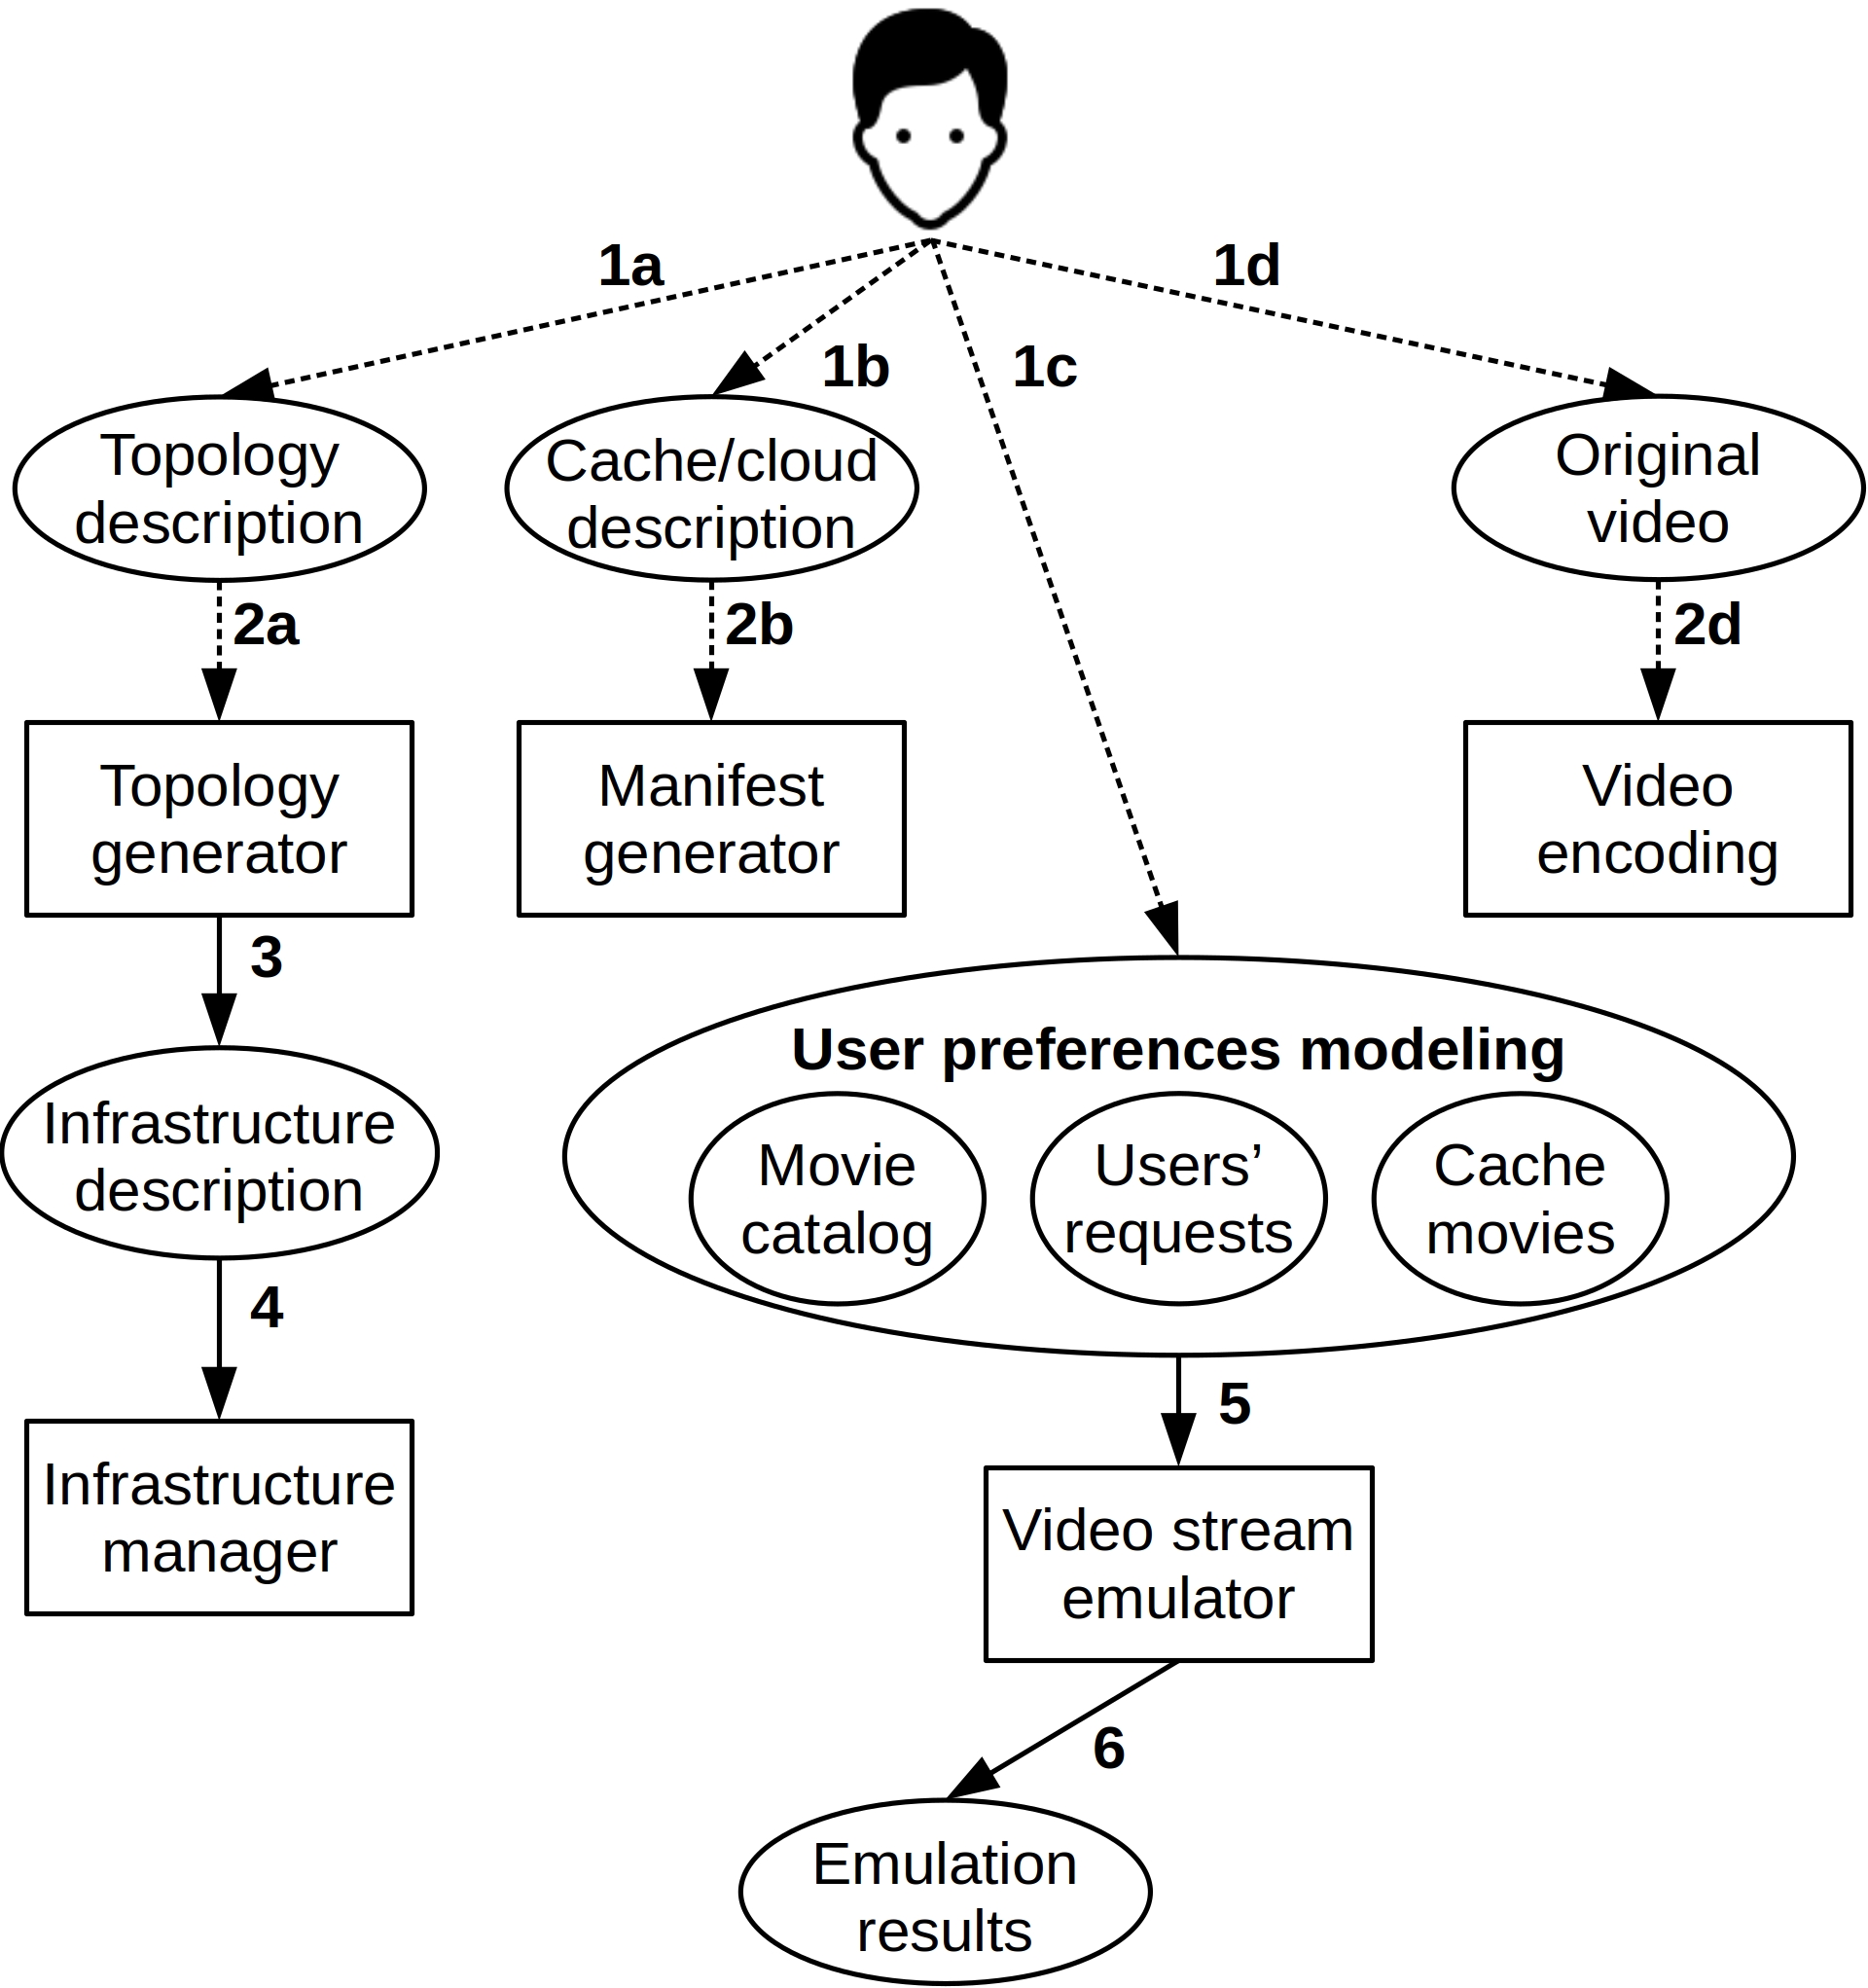 1a
1d
1b
1c
Topology
description
Cache/cloud
description
Original
video
2a
2b
2d
Topology
generator
Manifest
generator
Video
encoding
3
User preferences modeling
Infrastructure
description
Movie
catalog
Users’
requests
Cache
movies
4
5
Infrastructure
manager
Video stream
emulator
6
Emulation
results